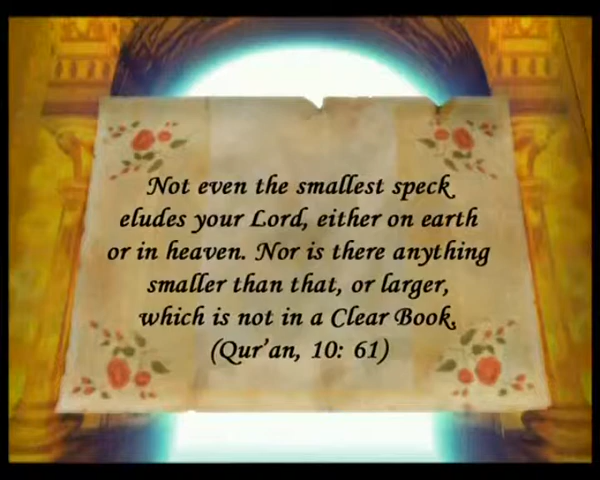 Not even the smallest speck
eludes your Lord, either on earth
or in heaven. Nor is there anything
smaller than that, or larger,
which is not in a Clear Book.
(Qur'an, 10: 61)